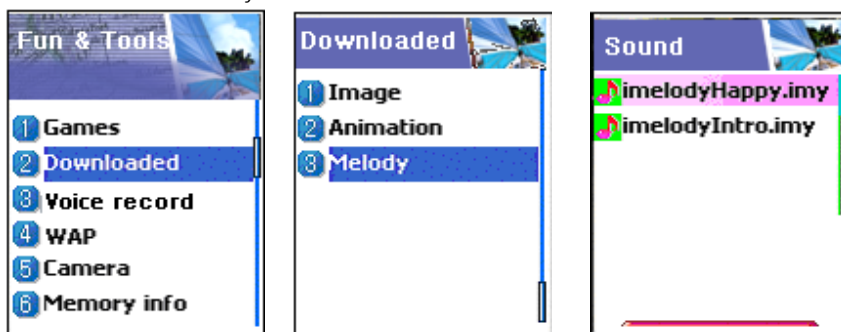 Fun & Tools
1 Games
2 Downloaded
3 Voice record
4 WAP
5 Camera
6 Memory info
Downloaded
1 Image
2 Animation
3 Melody
Sound
imelodyHappy.imy
imelodyIntro.imy